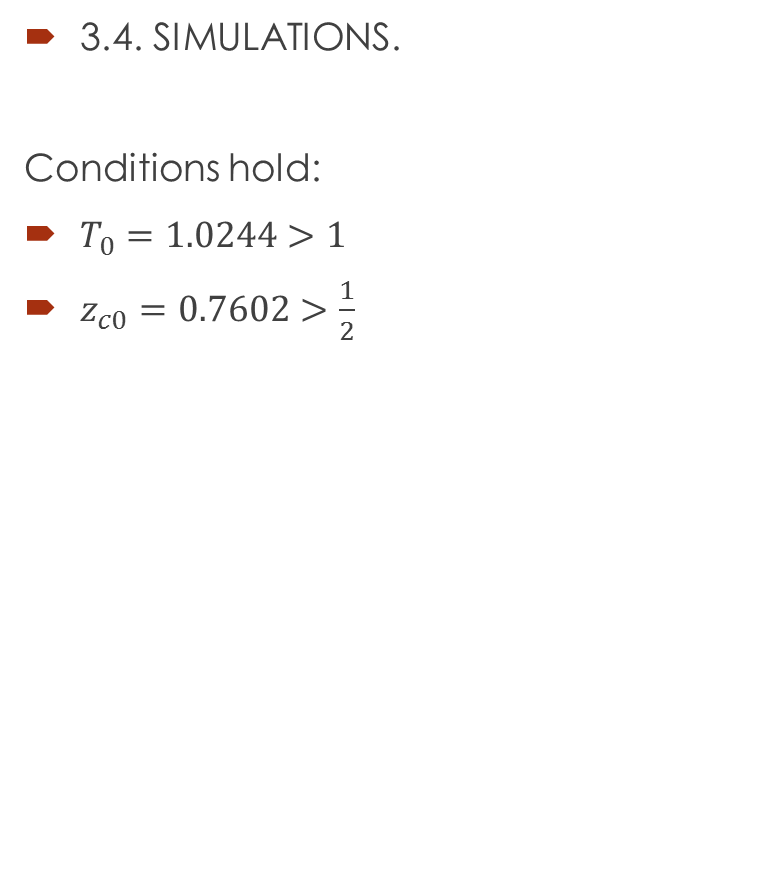 3.4. SIMULATIONS.
Conditions hold:
T₀ = 1.0244 > 1
z_c0 = 0.7602 > 1/2